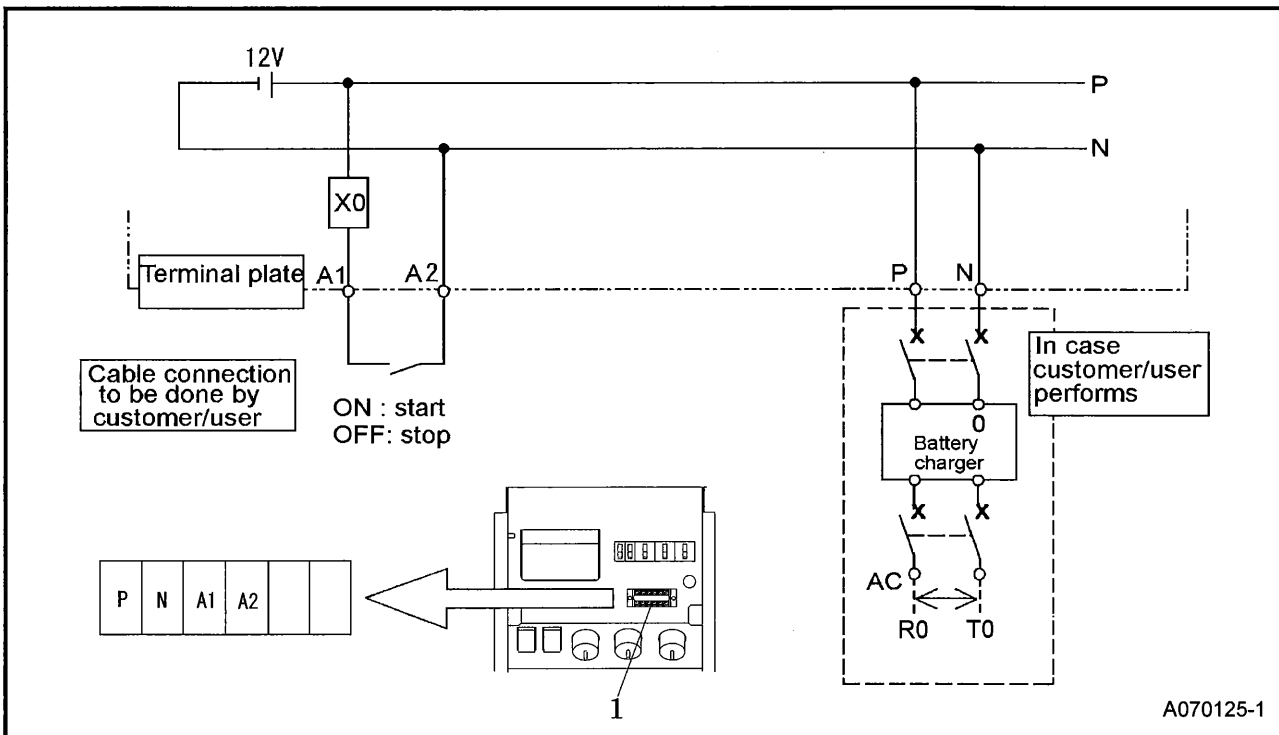 12V
P
N
X0
Terminal plate
A1
A2
P
N
Cable connection
to be done by
customer/user
ON : start
OFF: stop
In case
customer/user
performs
0
Battery
charger
AC
R0
T0
P
N
A1
A2
1
A070125-1